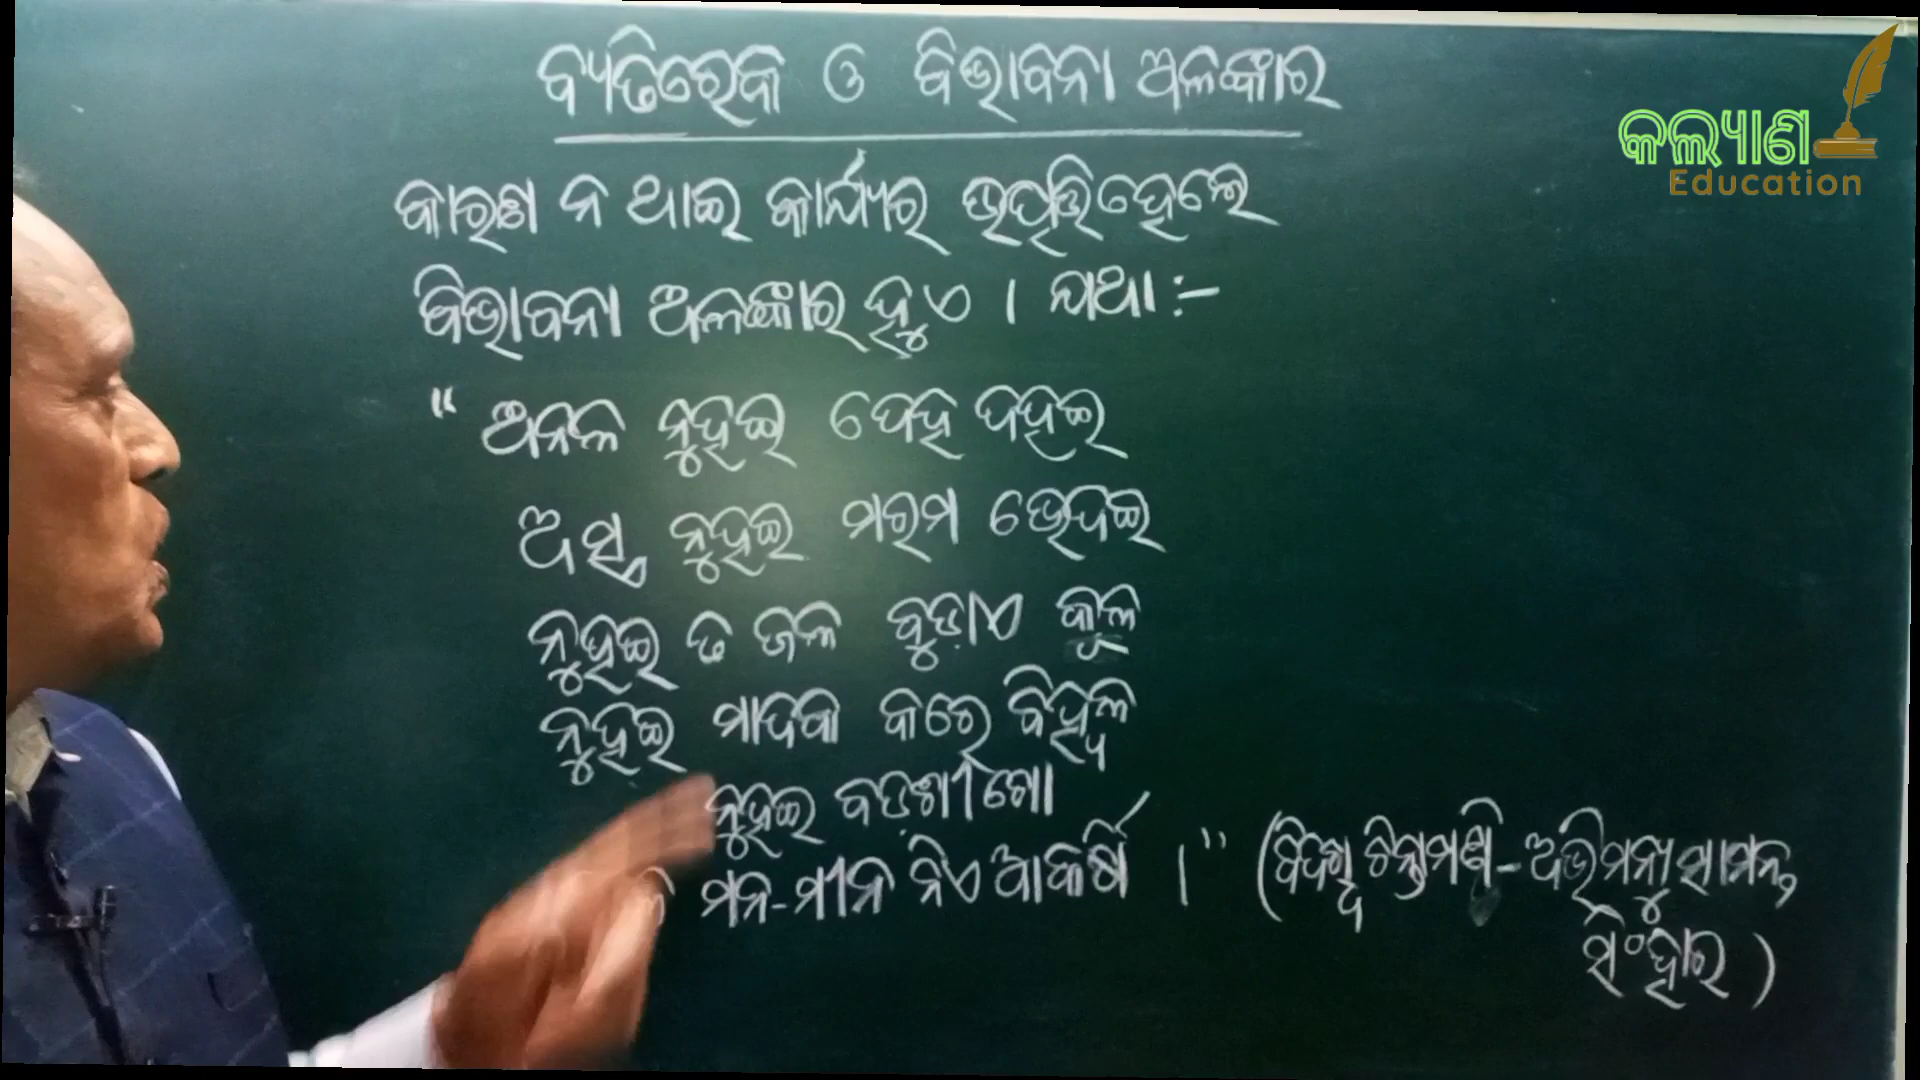 ବ୍ୟତିରେକ ଓ ବିଭାବନା ଅଳଙ୍କାର
କଲ୍ୟାଣ
Education
କାରଣ ନ ଥାଇ କାର୍ଯ୍ୟର ଉତ୍ପତ୍ତି ହେଲେ
ବିଭାବନା ଅଳଙ୍କାର ହୁଏ । ଯଥା :-
“ ଅନଳ ନୁହଇ ଦେହ ଦହଇ
ଅସ୍ତ୍ର ନୁହଇ ମରମ ଭେଦଇ
ନୁହଇ ତ ଜଳ ବୁଡ଼ାଏ କୂଳ
ନୁହଇ ମାଦକ କରେ ବିହ୍ୱଳ
ନୁହଇ ବଡ଼ଶୀ ଗୋ
ମନ-ମୀନ ନିଏ ଆକର୍ଷି । ” (ବିଦଗ୍ଧ ଚିନ୍ତାମଣି - ଅଭିମନ୍ୟୁ ସାମନ୍ତ
ସିଂହାର )